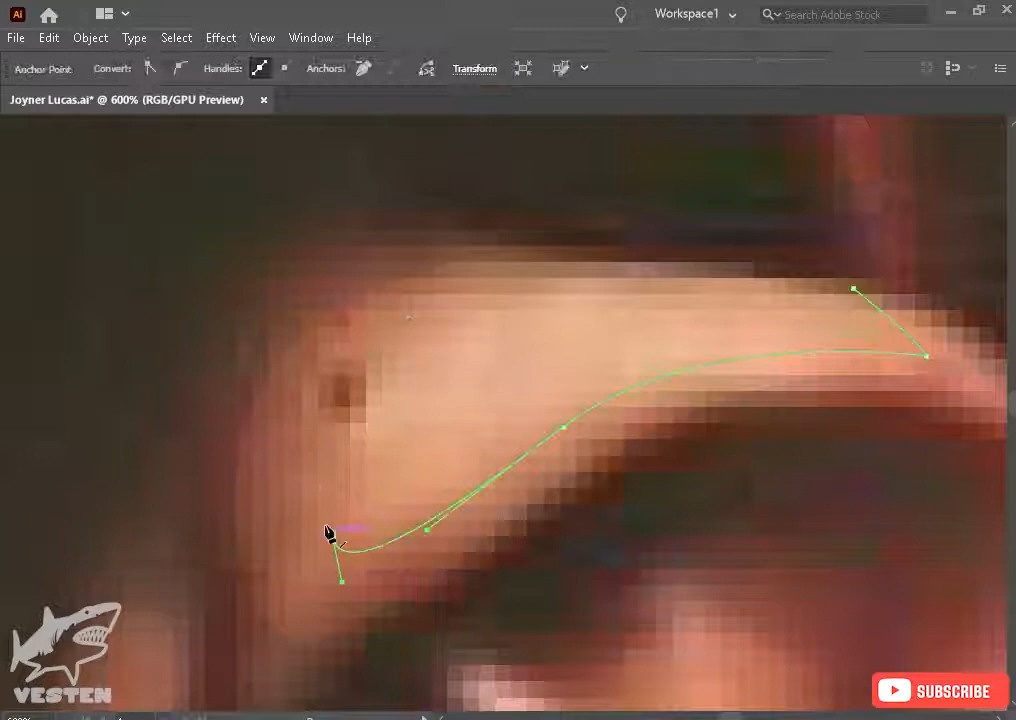 Ai
Workspace1
Search Adobe Stock
File Edit Object Type Select Effect View Window Help
Anchor Point Convert: Handles: Anchors: Transform
Joyner Lucas.ai* @ 600% (RGB/GPU Preview) ×
VESTEN
SUBSCRIBE